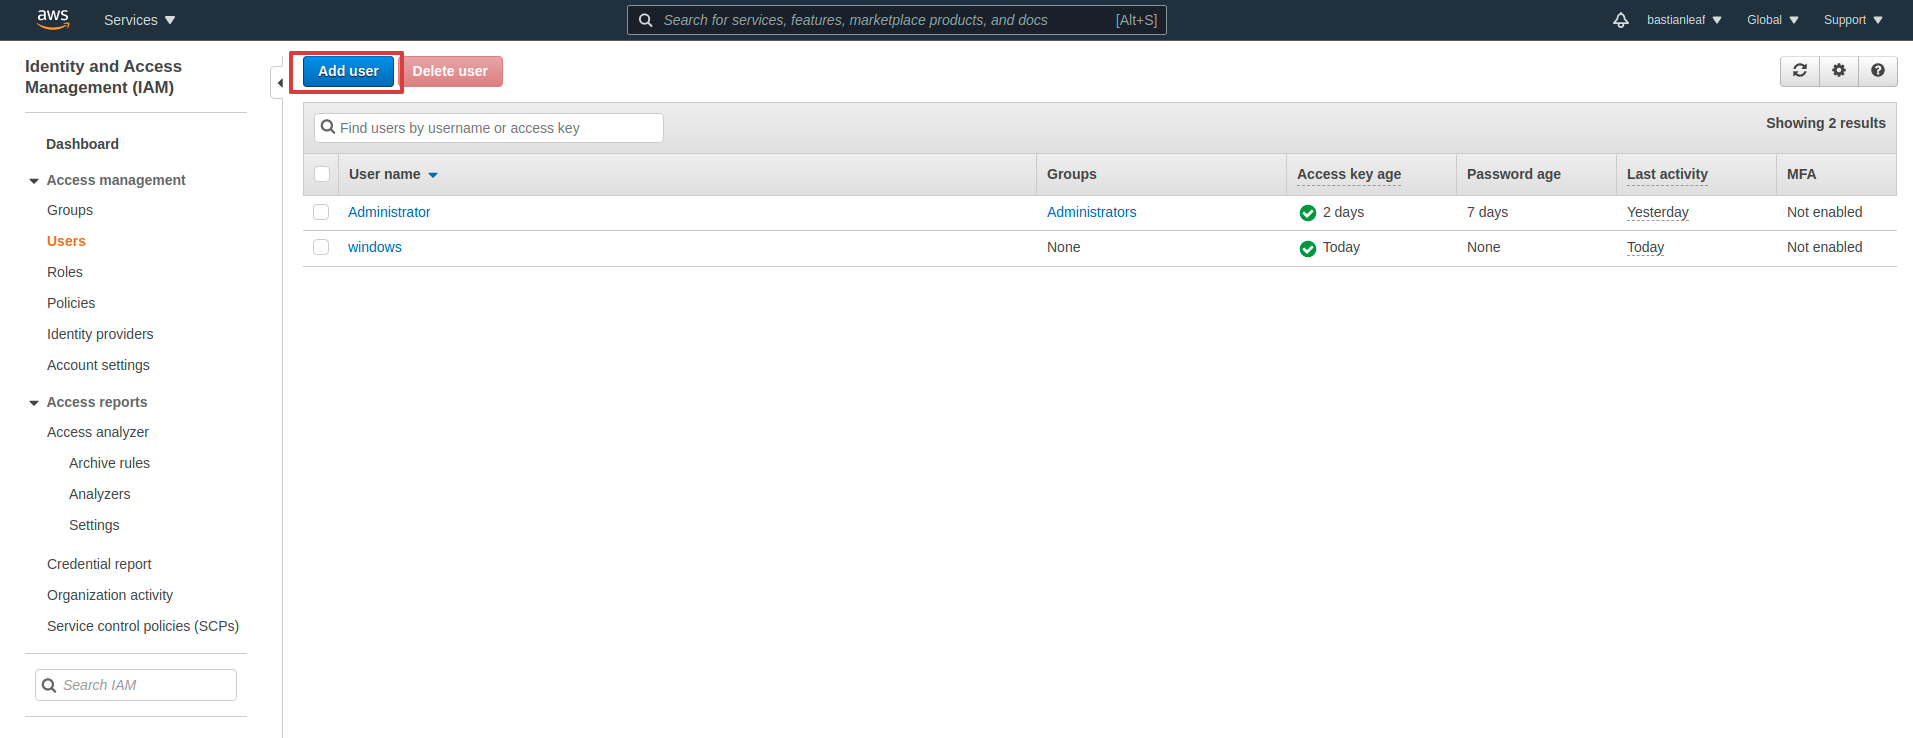 aws Services Search for services, features, marketplace products, and docs [Alt+S] bastianleaf Global Support
Identity and Access
Management (IAM)
Dashboard
Access management
Groups
Users
Roles
Policies
Identity providers
Account settings
Access reports
Access analyzer
Archive rules
Analyzers
Settings
Credential report
Organization activity
Service control policies (SCPs)
Search IAM
Add user Delete user
Find users by username or access key Showing 2 results
User name Groups Access key age Password age Last activity MFA
Administrator Administrators 2 days 7 days Yesterday Not enabled
windows None Today None Today Not enabled